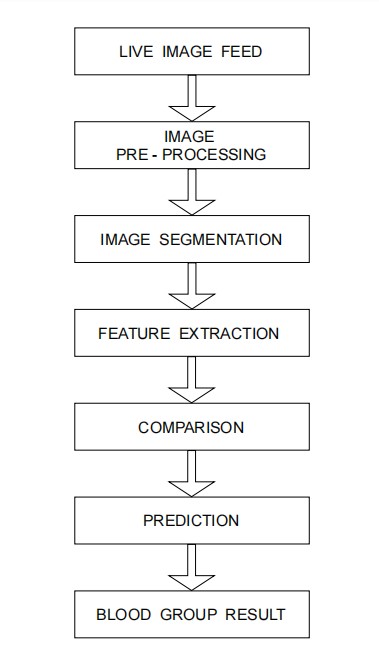 LIVE IMAGE FEED
IMAGE
PRE - PROCESSING
IMAGE SEGMENTATION
FEATURE EXTRACTION
COMPARISON
PREDICTION
BLOOD GROUP RESULT